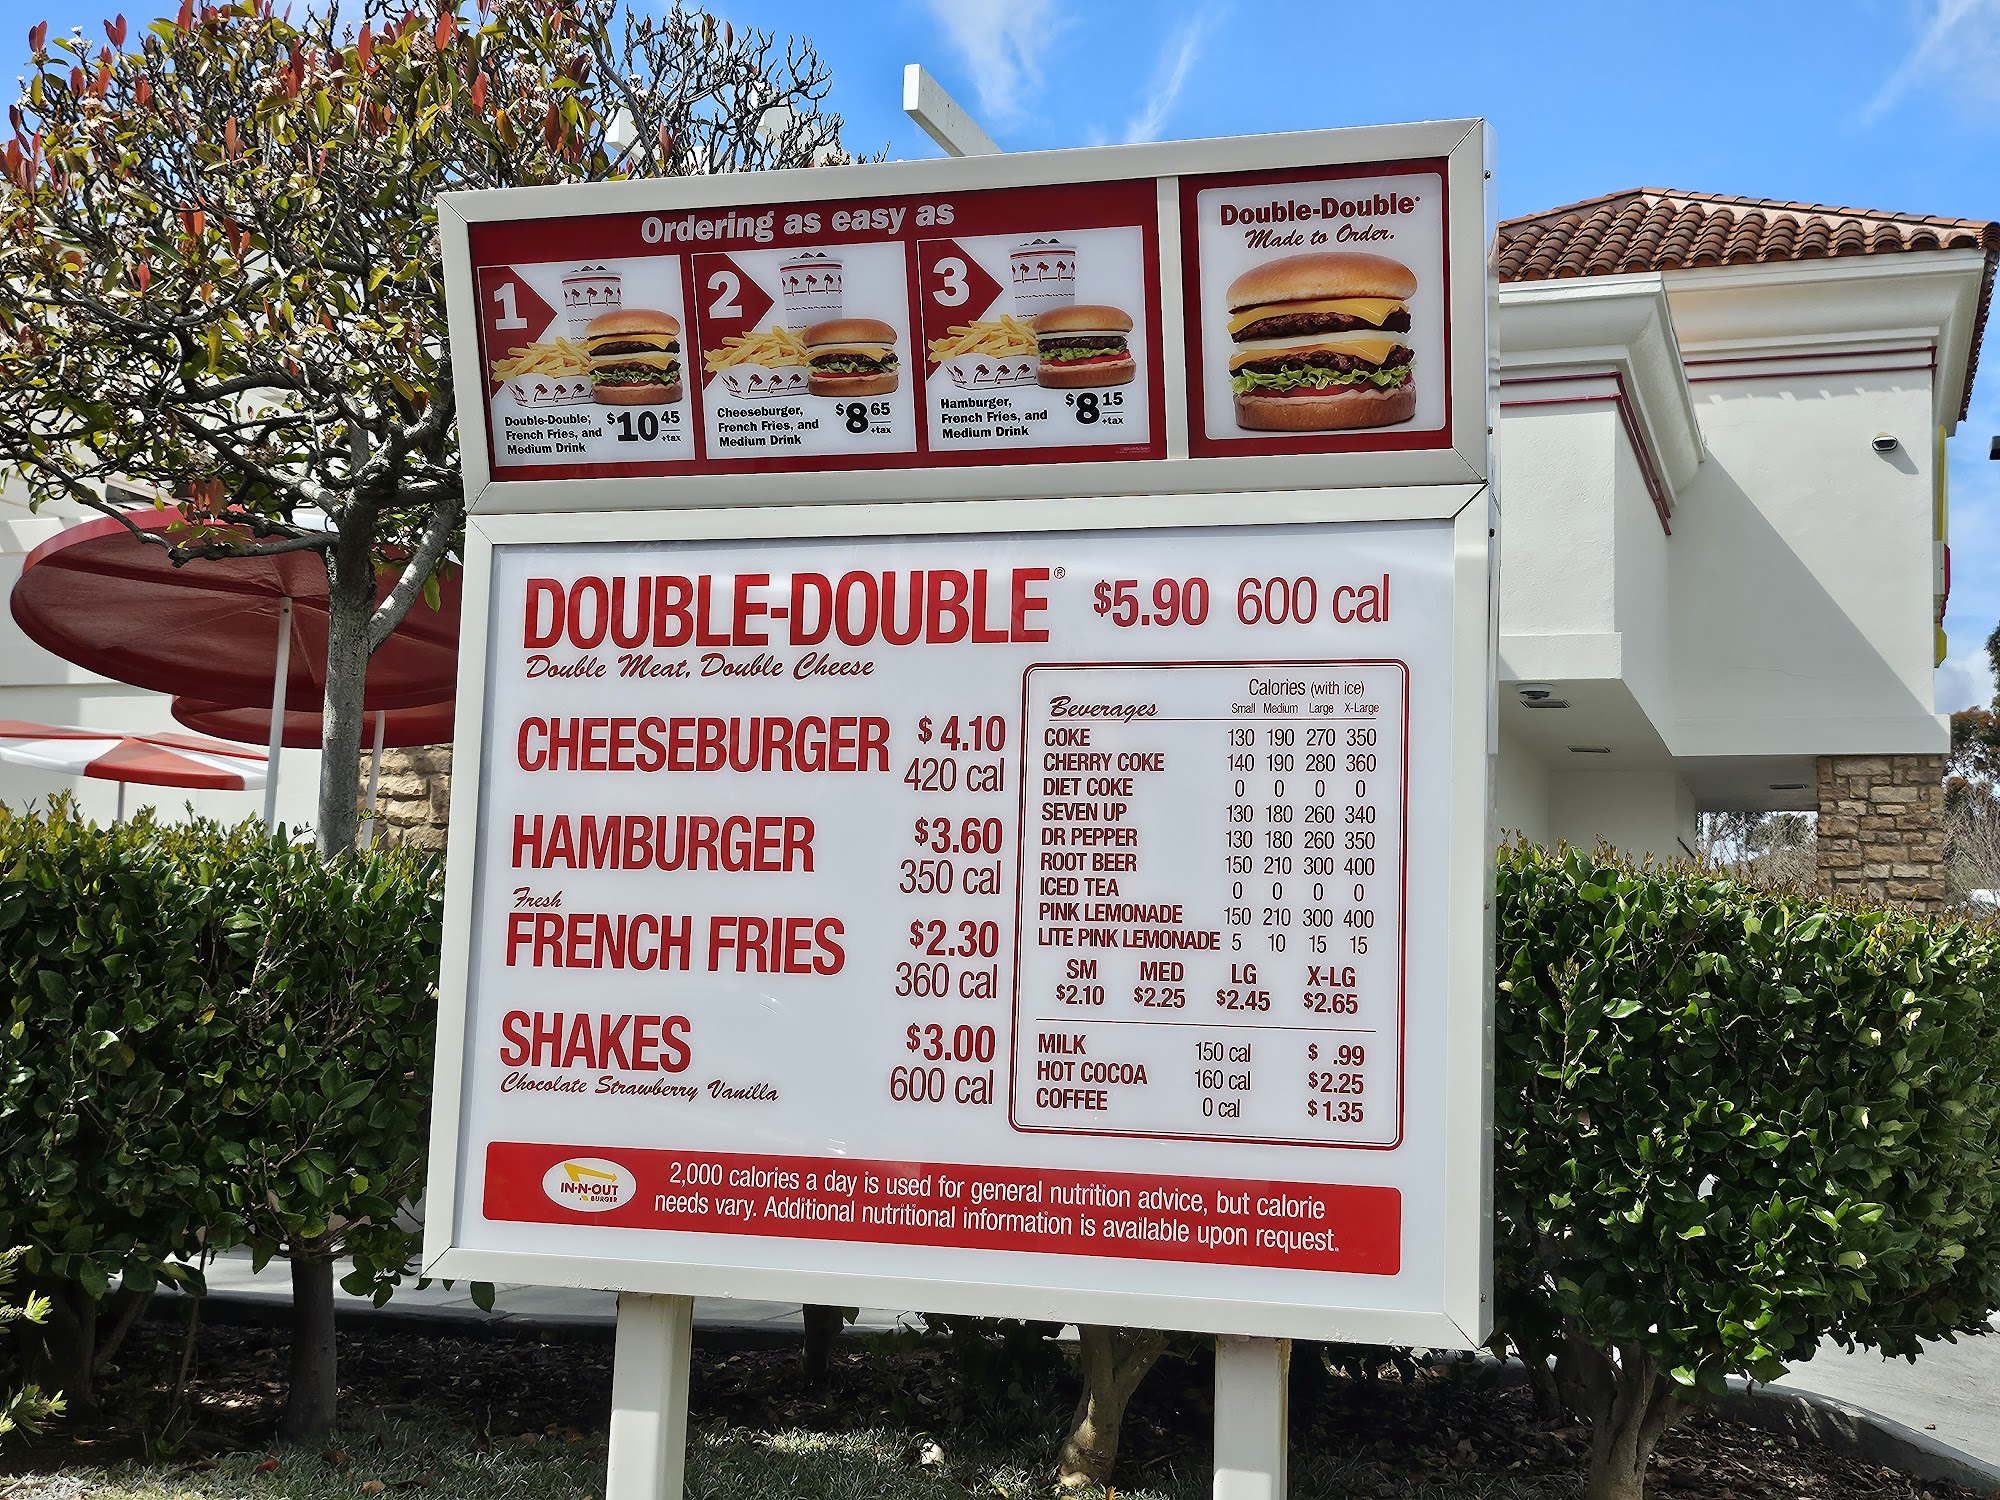 Ordering as easy as
1
Double-Double,
French Fries, and
Medium Drink
$10 45
+tax
2
Cheeseburger,
French Fries, and
Medium Drink
$8 65
+tax
3
Hamburger,
French Fries, and
Medium Drink
$8 15
+tax
Double-Double®
Made to Order.
DOUBLE-DOUBLE® $5.90 600 cal
Double Meat, Double Cheese
CHEESEBURGER $4.10
420 cal
HAMBURGER $3.60
350 cal
Fresh
FRENCH FRIES $2.30
360 cal
SHAKES $3.00
Chocolate Strawberry Vanilla 600 cal
Calories (with ice)
Beverages Small Medium Large X-Large
COKE 130 190 270 350
CHERRY COKE 140 190 280 360
DIET COKE 0 0 0 0
SEVEN UP 130 180 260 340
DR PEPPER 130 180 260 350
ROOT BEER 150 210 300 400
ICED TEA 0 0 0 0
PINK LEMONADE 150 210 300 400
LITE PINK LEMONADE 5 10 15 15
SM MED LG X-LG
$2.10 $2.25 $2.45 $2.65
MILK 150 cal $ .99
HOT COCOA 160 cal $2.25
COFFEE 0 cal $1.35
IN-N-OUT
BURGER
2,000 calories a day is used for general nutrition advice, but calorie
needs vary. Additional nutritional information is available upon request.